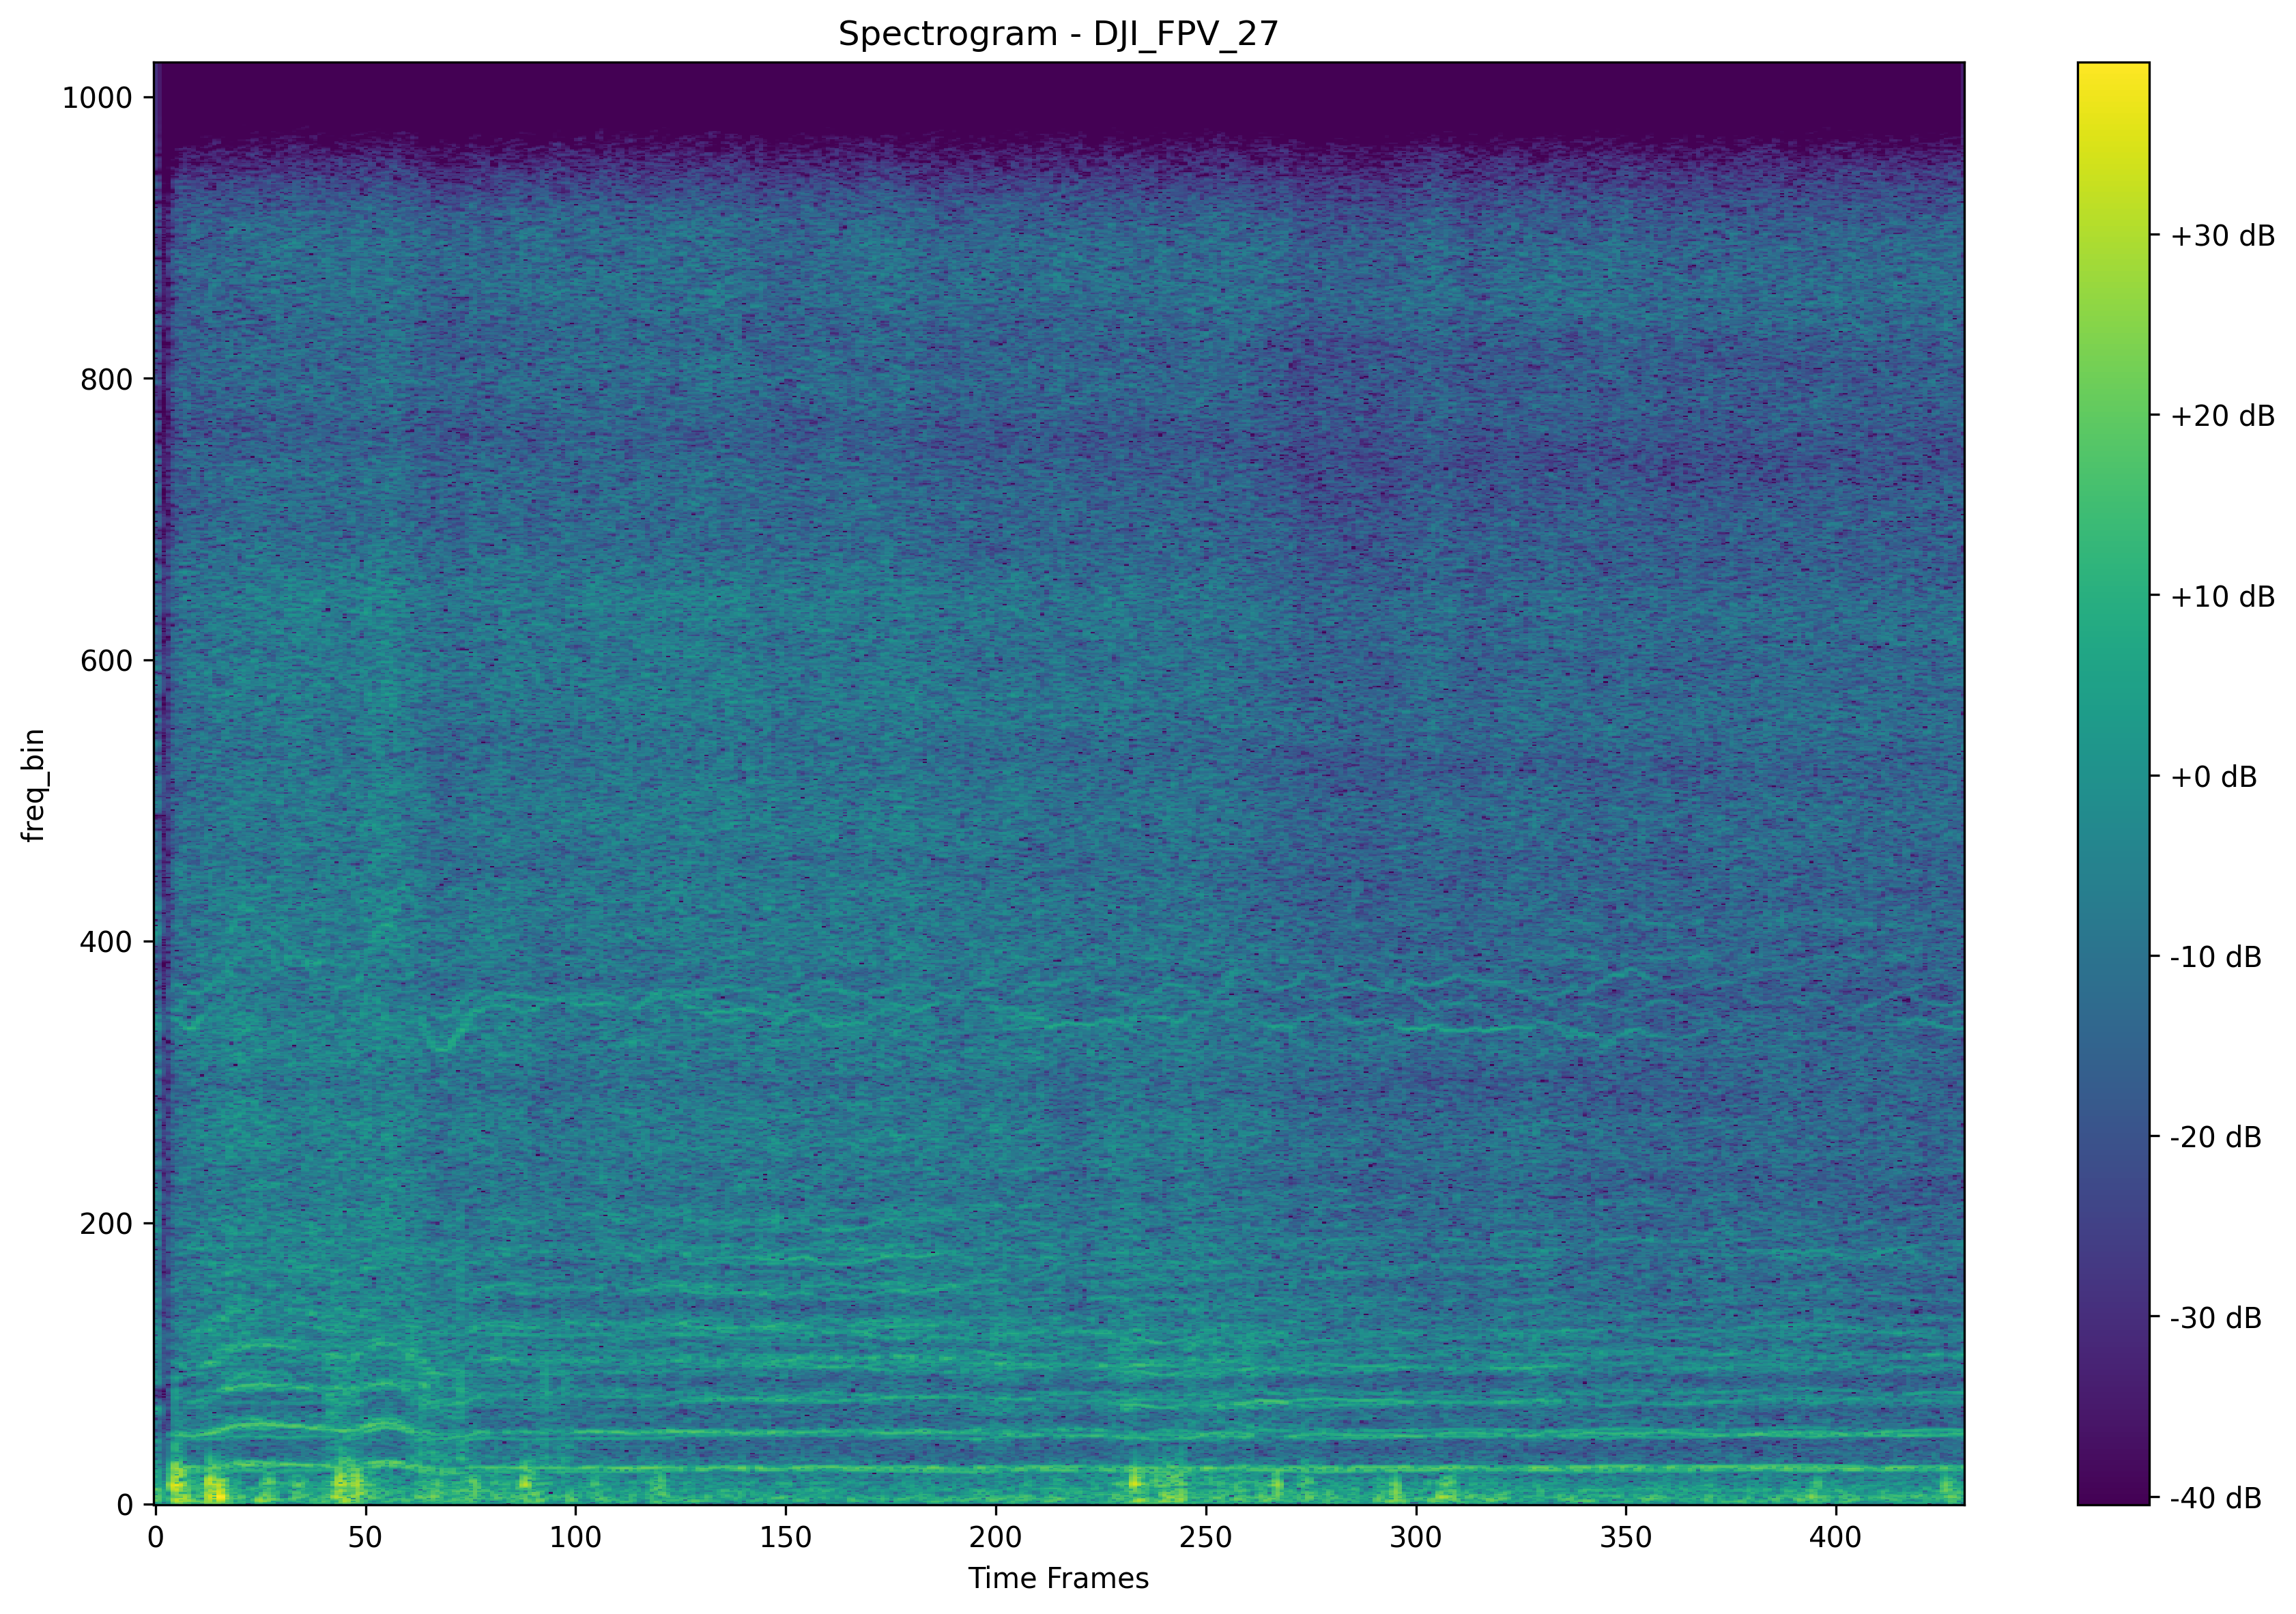 Spectrogram - DJI_FPV_27
freq_bin
1000
800
600
400
200
0
0
50
100
150
200
250
300
350
400
Time Frames
+30 dB
+20 dB
+10 dB
+0 dB
-10 dB
-20 dB
-30 dB
-40 dB